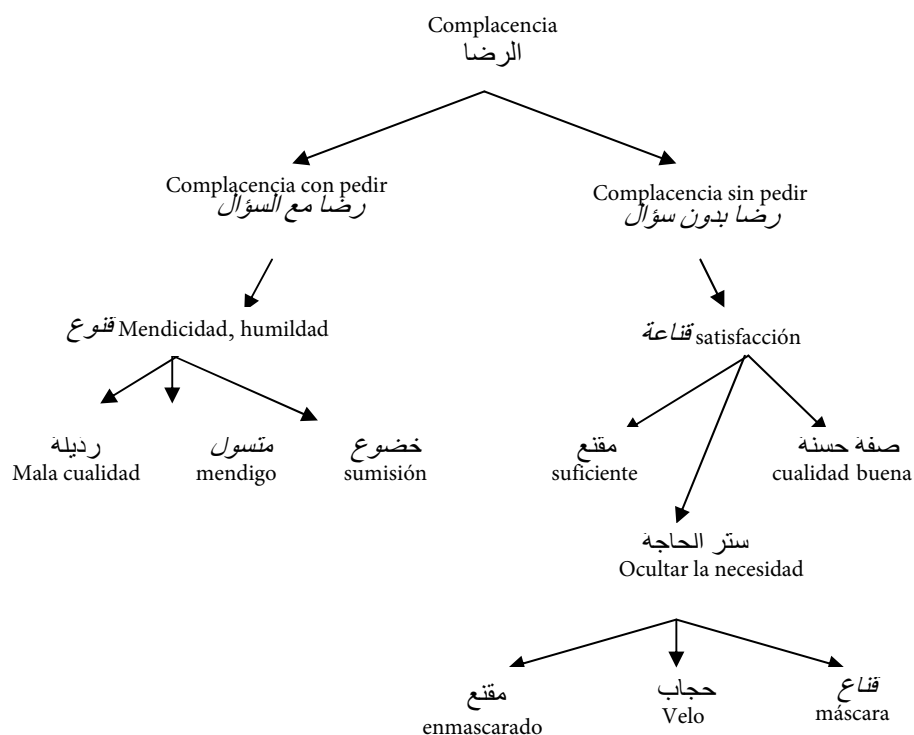 Complacencia
الرضا
Complacencia con pedir
رضا مع السؤال
Complacencia sin pedir
رضا بدون سؤال
قنوع Mendicidad, humildad
قناعة satisfacción
رذيلة
Mala cualidad
متسول
mendigo
خضوع
sumisión
مقنع
suficiente
صفة حسنة
cualidad buena
ستر الحاجة
Ocultar la necesidad
مقنع
enmascarado
حجاب
Velo
قناع
máscara